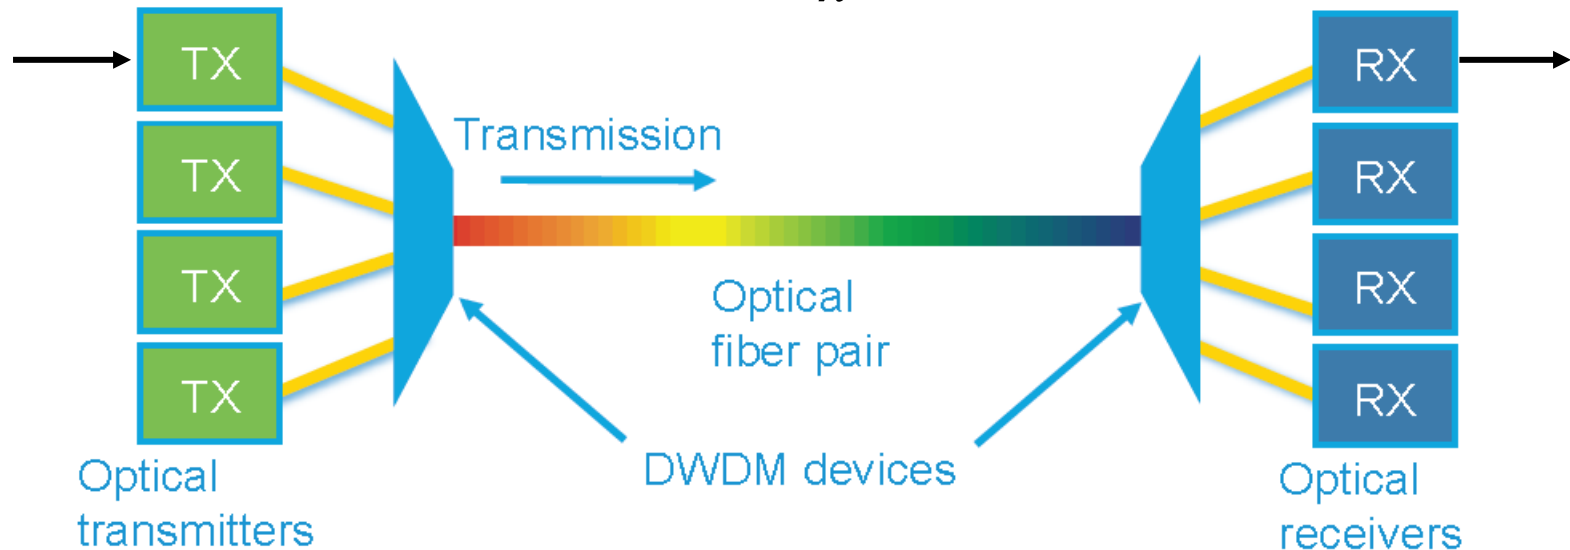 TX
RX
TX
RX
TX
RX
TX
RX
Transmission
Optical
fiber pair
DWDM devices
Optical
transmitters
Optical
receivers